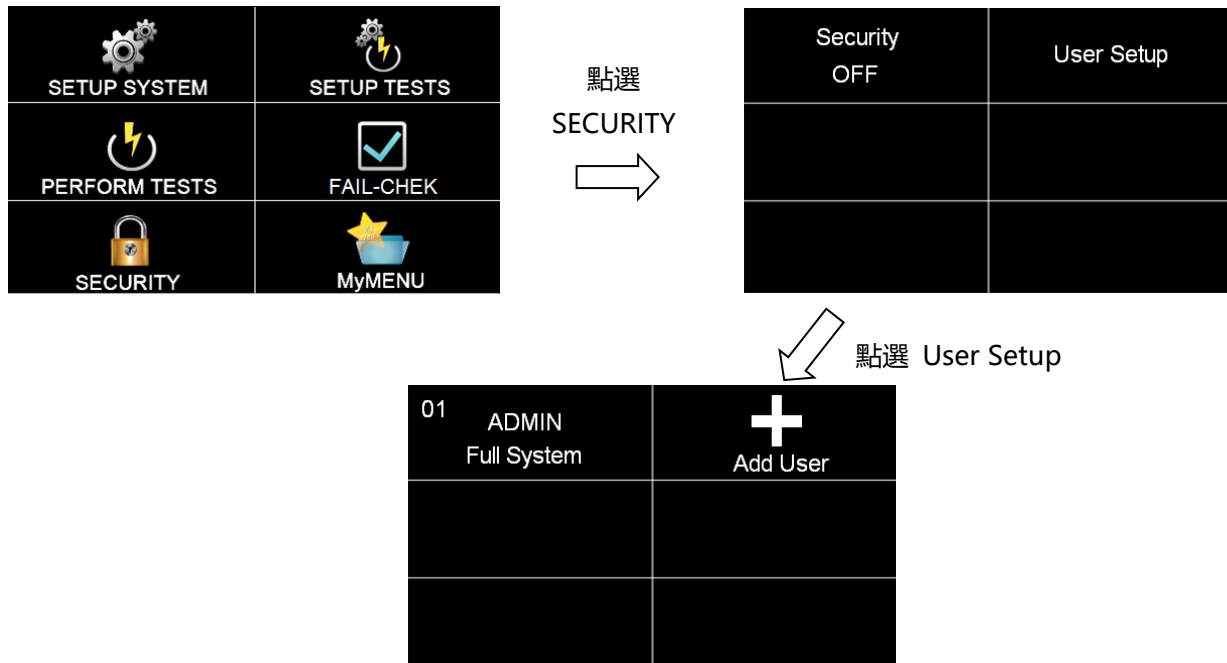 SETUP SYSTEM
SETUP TESTS
PERFORM TESTS
FAIL-CHEK
SECURITY
MyMENU
點選
SECURITY
Security
OFF
User Setup
點選 User Setup
01
ADMIN
Full System
Add User